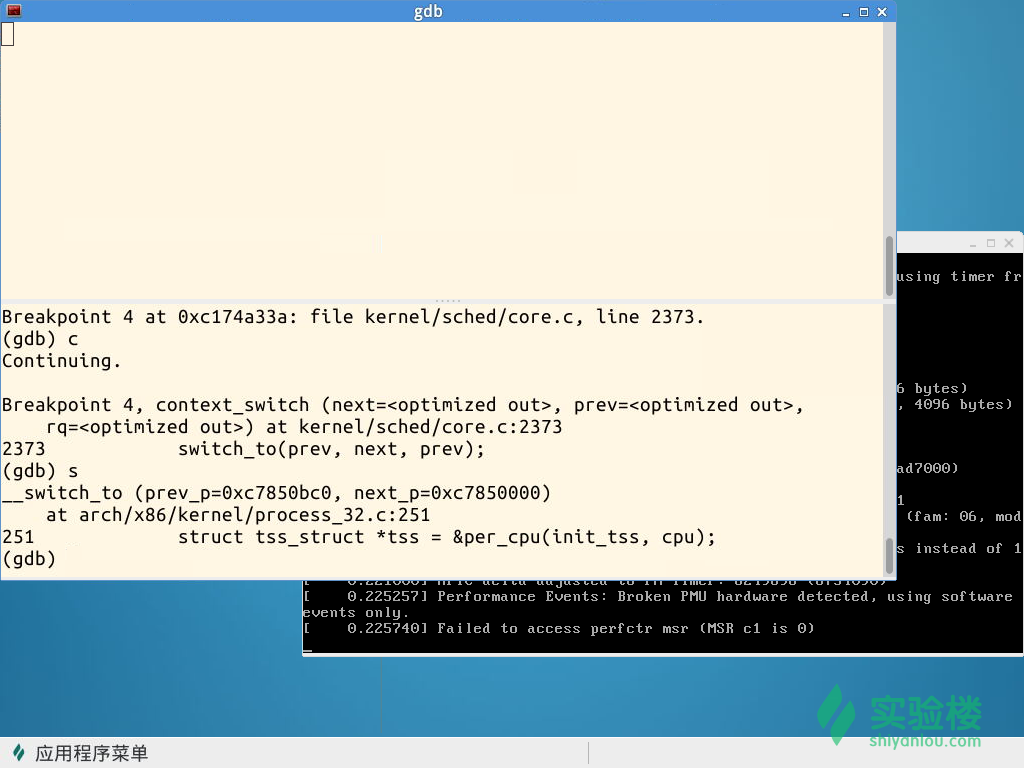 gdb
Breakpoint 4 at 0xc174a33a: file kernel/sched/core.c, line 2373.
(gdb) c
Continuing.
Breakpoint 4, context_switch (next=<optimized out>, prev=<optimized out>,
rq=<optimized out>) at kernel/sched/core.c:2373
2373 switch_to(prev, next, prev);
(gdb) s
__switch_to (prev_p=0xc7850bc0, next_p=0xc7850000)
at arch/x86/kernel/process_32.c:251
251 struct tss_struct *tss = &per_cpu(init_tss, cpu);
(gdb)
using timer fr
6 bytes)
, 4096 bytes)
ad7000)
1
(fam: 06, mod
s instead of 1
[ 0.225257] Performance Events: Broken PMU hardware detected, using software
events only.
[ 0.225740] Failed to access perfctr msr (MSR c1 is 0)
实验楼
shiyanlou.com
应用程序菜单